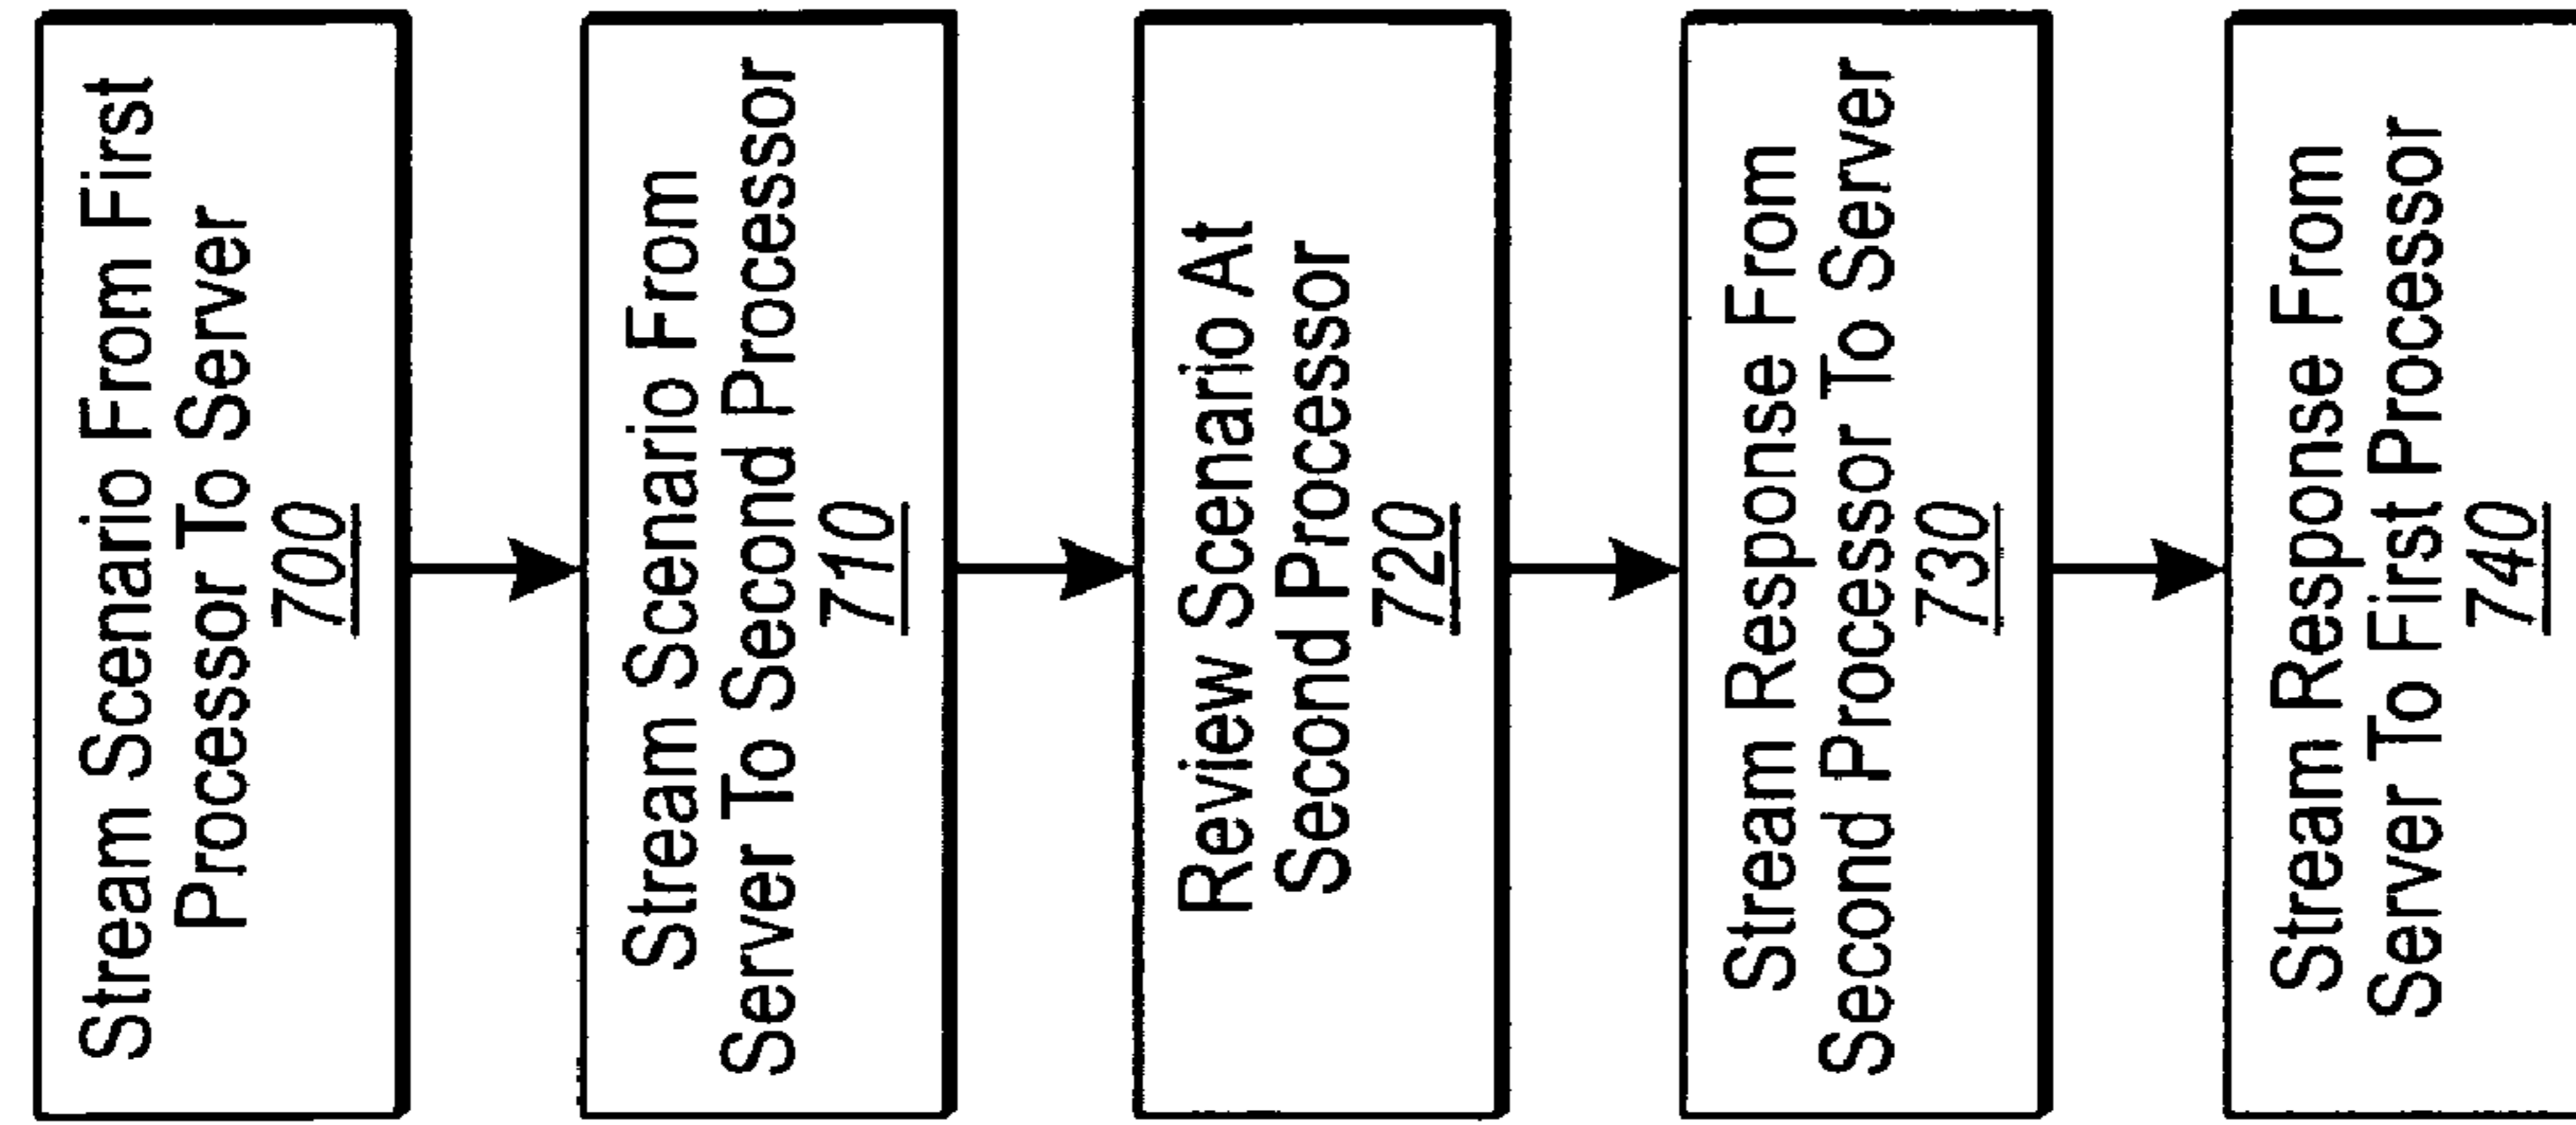 Stream Scenario From First
Processor To Server
700
Stream Scenario From
Server To Second Processor
710
Review Scenario At
Second Processor
720
Stream Response From
Second Processor To Server
730
Stream Response From
Server To First Processor
740